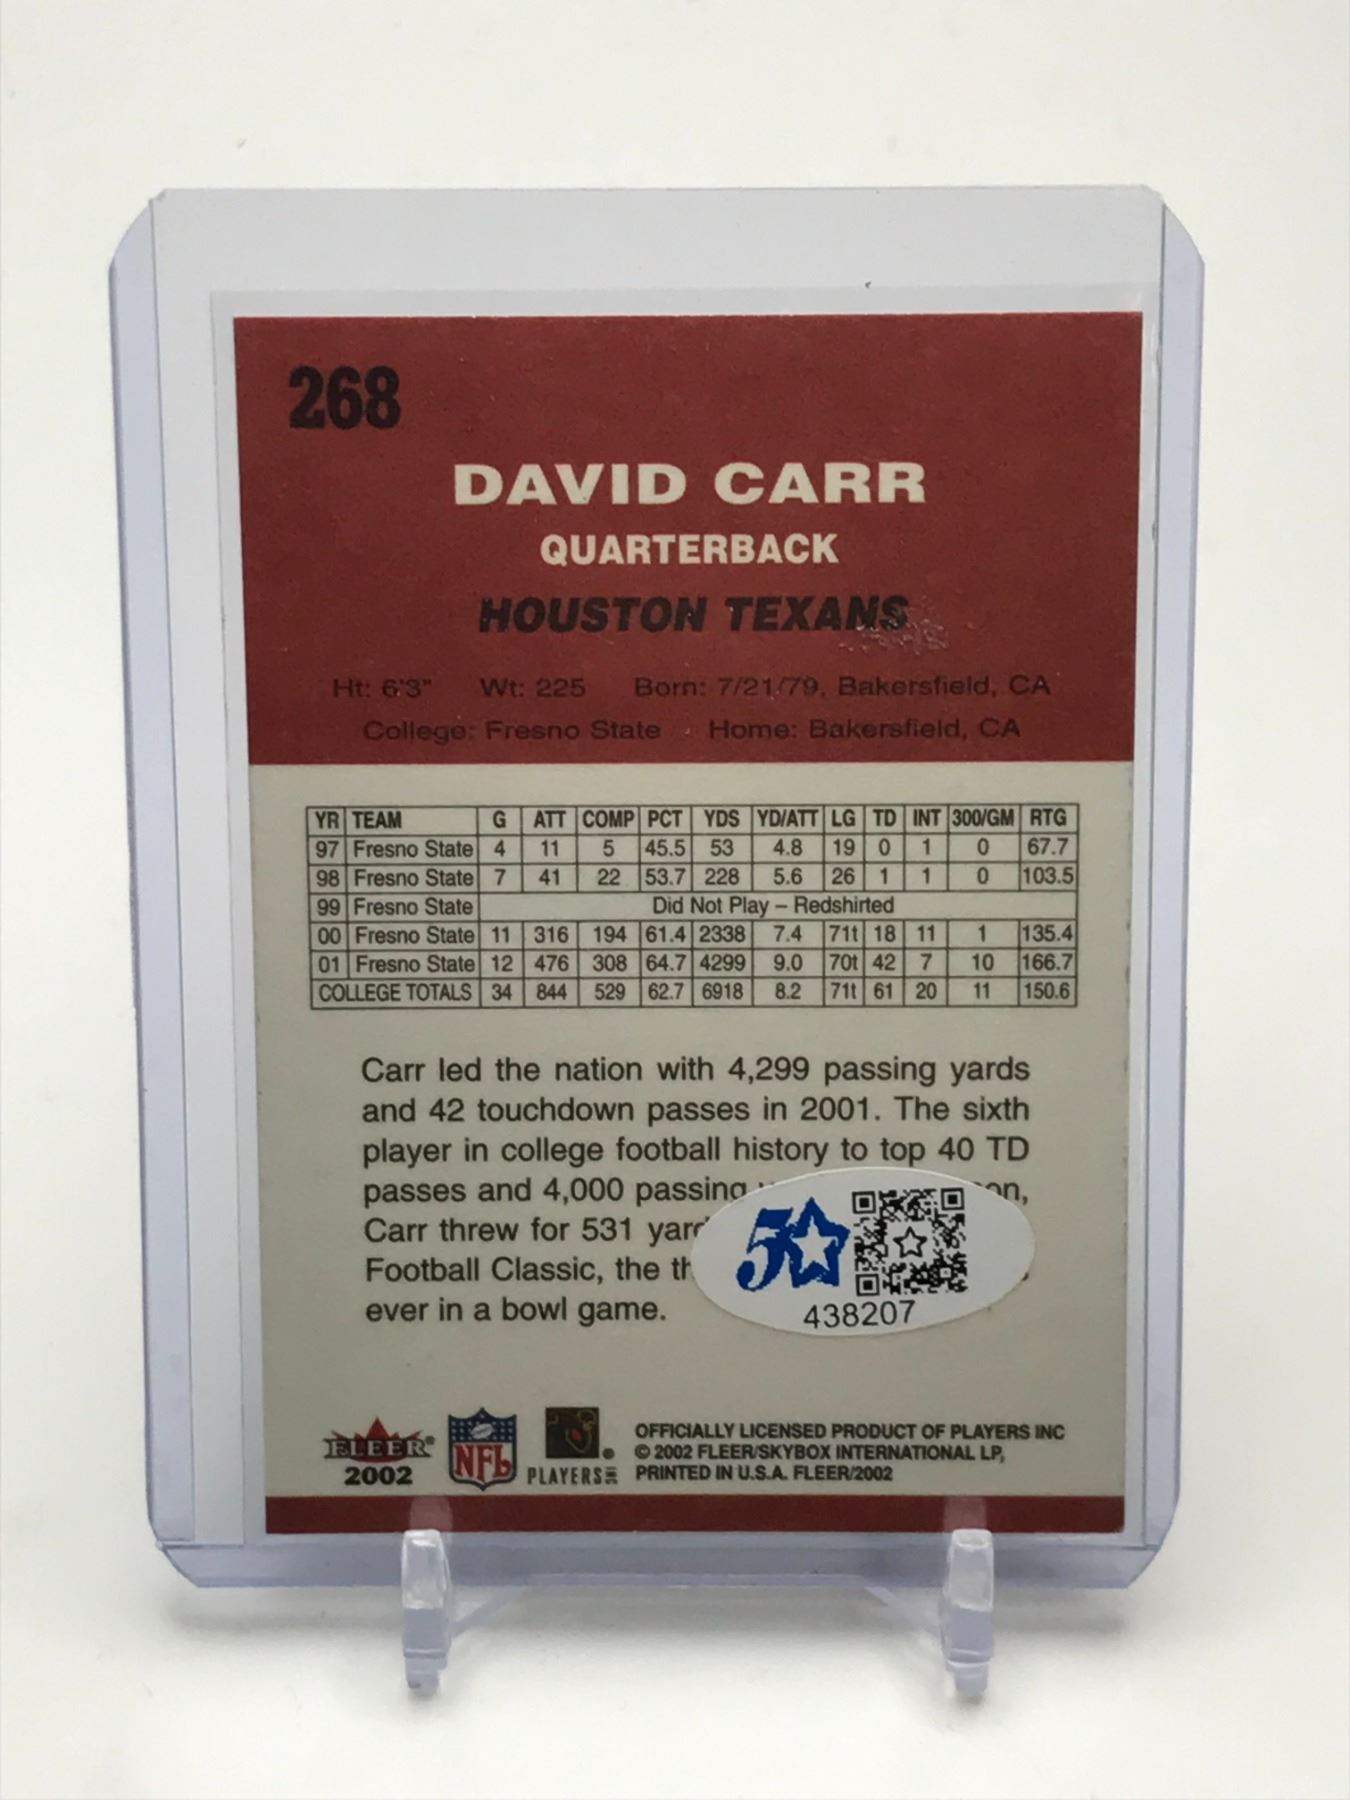 268
DAVID CARR
QUARTERBACK
HOUSTON TEXANS
Ht: 6'3" Wt: 225 Born: 7/21/79, Bakersfield, CA
College: Fresno State Home: Bakersfield, CA
YR TEAM G ATT COMP PCT YDS YD/ATT LG TD INT 300/GM RTG
97 Fresno State 4 11 5 45.5 53 4.8 19 0 1 0 67.7
98 Fresno State 7 41 22 53.7 228 5.6 26 1 1 0 103.5
99 Fresno State Did Not Play – Redshirted
00 Fresno State 11 316 194 61.4 2338 7.4 71t 18 11 1 135.4
01 Fresno State 12 476 308 64.7 4299 9.0 70t 42 7 10 166.7
COLLEGE TOTALS 34 844 529 62.7 6918 8.2 71t 61 20 11 150.6
Carr led the nation with 4,299 passing yards
and 42 touchdown passes in 2001. The sixth
player in college football history to top 40 TD
passes and 4,000 passing
Carr threw for 531
Football Classic, the
ever in a bowl game.
5
438207
FLEER®
2002
NFL
PLAYERS INC
OFFICIALLY LICENSED PRODUCT OF PLAYERS INC
© 2002 FLEER/SKYBOX INTERNATIONAL LP,
PRINTED IN U.S.A. FLEER/2002